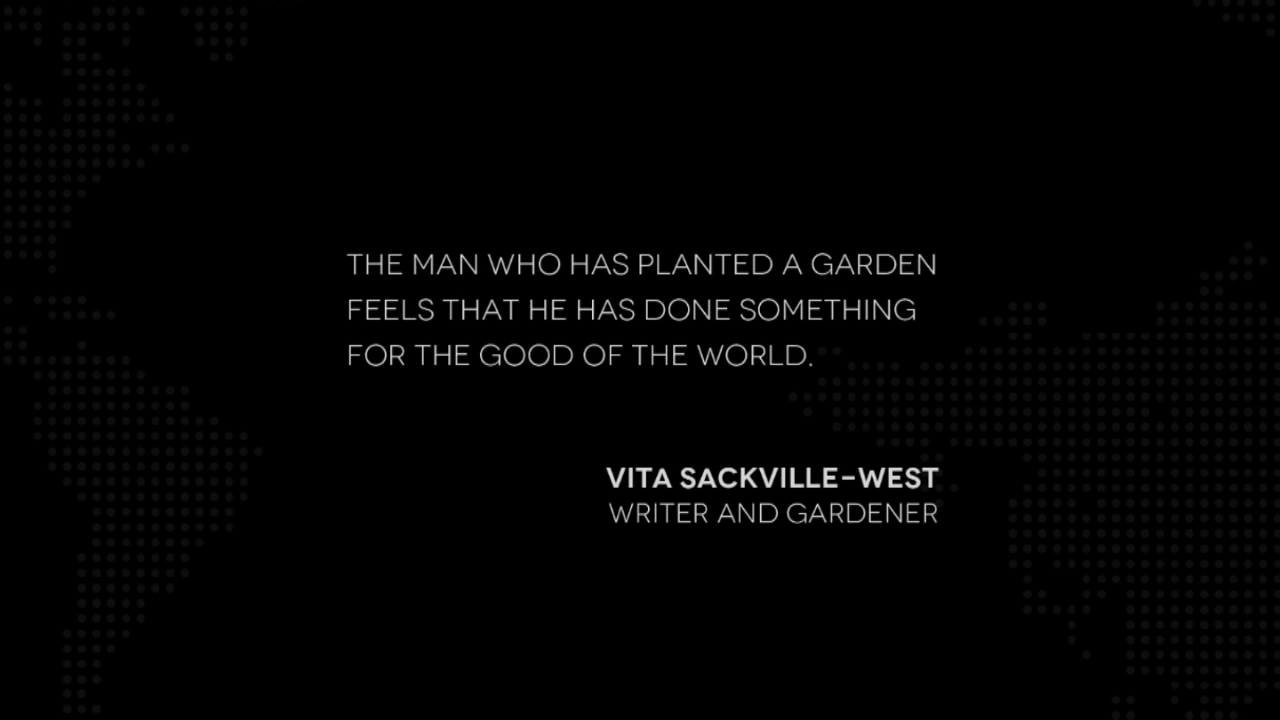 THE MAN WHO HAS PLANTED A GARDEN
FEELS THAT HE HAS DONE SOMETHING
FOR THE GOOD OF THE WORLD.
VITA SACKVILLE-WEST
WRITER AND GARDENER